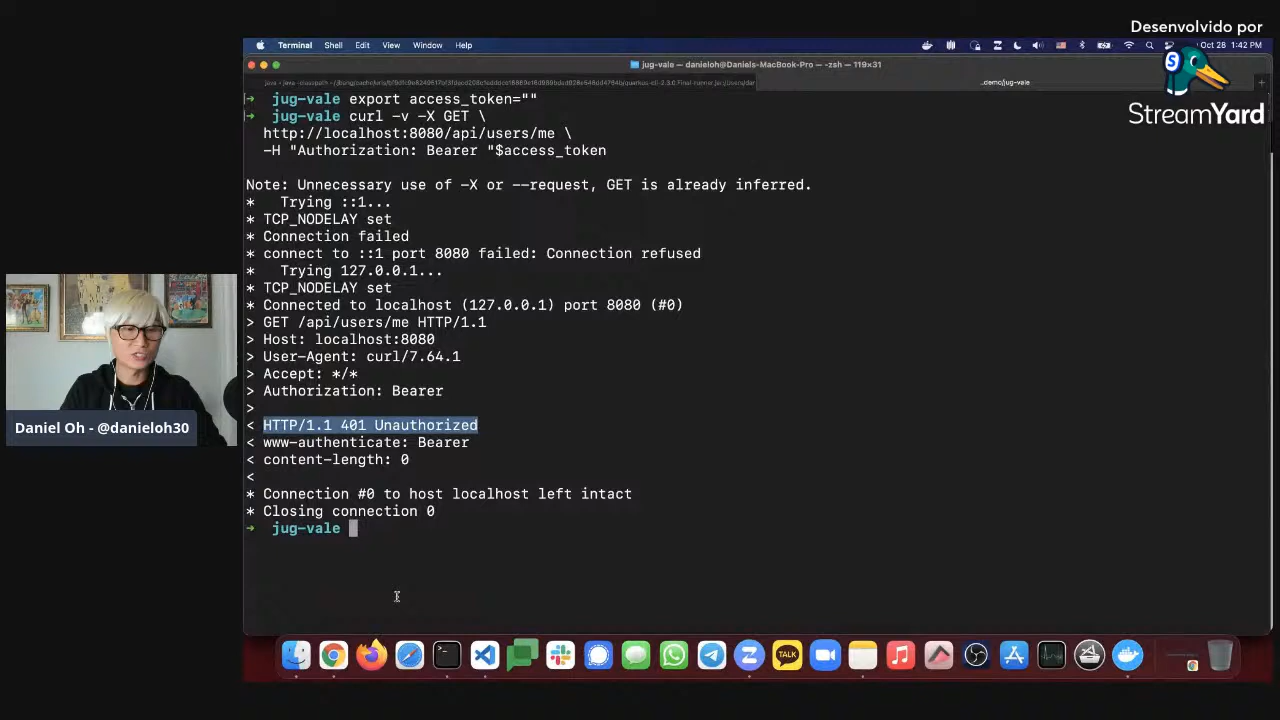 Desenvolvido por
StreamYard
Terminal Shell Edit View Window Help
Oct 28 1:42 PM
jug-vale — danieloh@Daniels-MacBook-Pro — -zsh — 119×31
..demo/jug-vale
➜ jug-vale export access_token=""
➜ jug-vale curl -v -X GET \
http://localhost:8080/api/users/me \
-H "Authorization: Bearer "$access_token
Note: Unnecessary use of -X or --request, GET is already inferred.
* Trying ::1...
* TCP_NODELAY set
* Connection failed
* connect to ::1 port 8080 failed: Connection refused
* Trying 127.0.0.1...
* TCP_NODELAY set
* Connected to localhost (127.0.0.1) port 8080 (#0)
> GET /api/users/me HTTP/1.1
> Host: localhost:8080
> User-Agent: curl/7.64.1
> Accept: */*
> Authorization: Bearer
>
< HTTP/1.1 401 Unauthorized
< www-authenticate: Bearer
< content-length: 0
<
* Connection #0 to host localhost left intact
* Closing connection 0
➜ jug-vale
Daniel Oh - @danieloh30
TALK